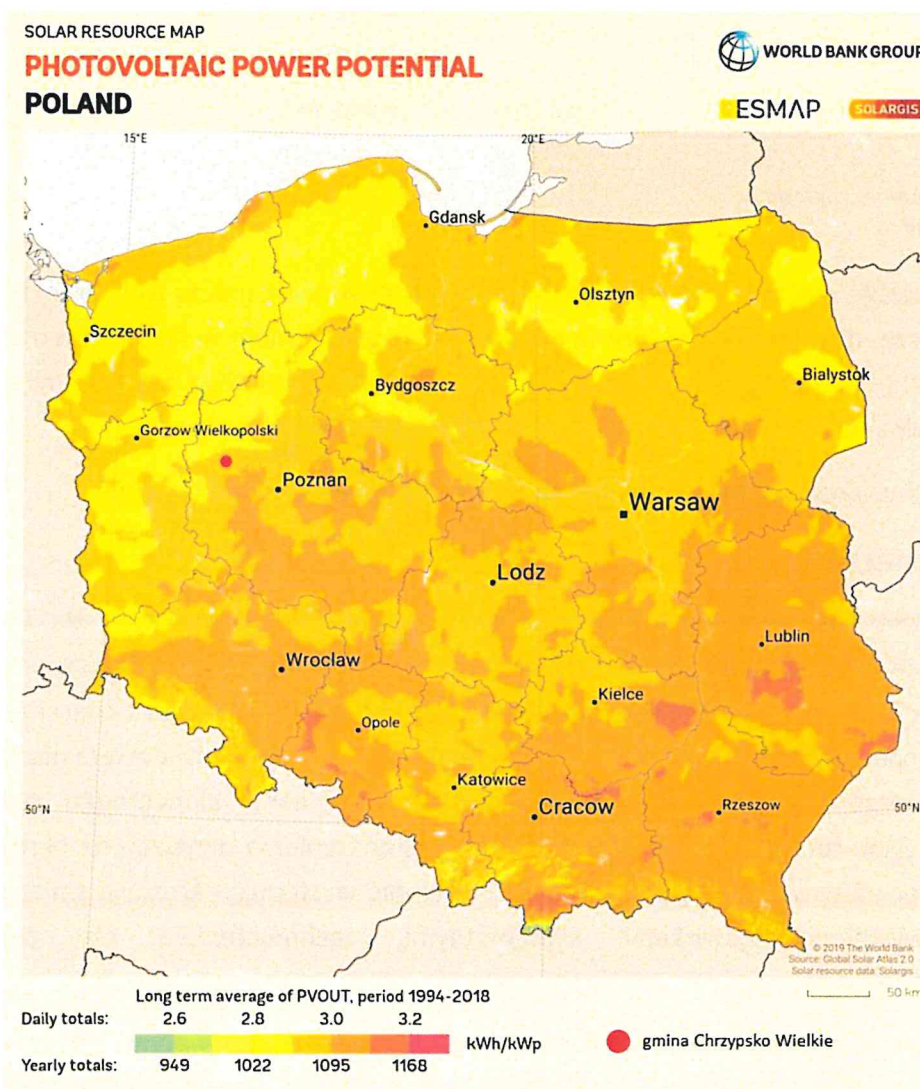 SOLAR RESOURCE MAP
PHOTOVOLTAIC POWER POTENTIAL
POLAND
WORLD BANK GROUP
ESMAP
SOLARGIS
15°E
20°E
Gdansk
Olsztyn
Szczecin
Bydgoszcz
Bialystok
Gorzow Wielkopolski
Poznan
Warsaw
Lodz
Lublin
Wroclaw
Kielce
Opole
Katowice
50°N
Cracow
Rzeszow
50°N
© 2019 The World Bank
Source: Global Solar Atlas 2.0
Solar resource data: Solargis
50 km
Long term average of PVOUT, period 1994-2018
Daily totals: 2.6 2.8 3.0 3.2
kWh/kWp
gmina Chrzypsko Wielkie
Yearly totals: 949 1022 1095 1168